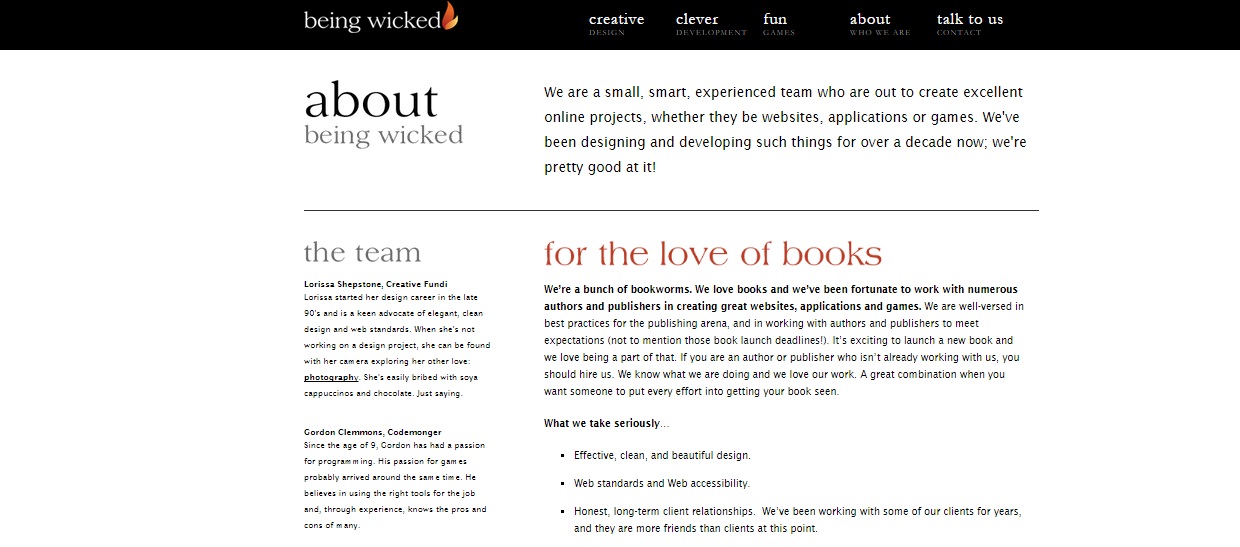 being wicked
creative
DESIGN
clever
DEVELOPMENT
fun
GAMES
about
WHO WE ARE
talk to us
CONTACT
about
being wicked
We are a small, smart, experienced team who are out to create excellent
online projects, whether they be websites, applications or games. We've
been designing and developing such things for over a decade now; we're
pretty good at it!
the team
Lorissa Shepstone, Creative Fundi
Lorissa started her design career in the late
90's and is a keen advocate of elegant, clean
design and web standards. When she's not
working on a design project, she can be found
with her camera exploring her other love:
photography. She's easily bribed with soya
cappuccinos and chocolate. Just saying.
Gordon Clemmons, Codemonger
Since the age of 9, Gordon has had a passion
for programming. His passion for games
probably arrived around the same time. He
believes in using the right tools for the job
and, through experience, knows the pros and
cons of many.
for the love of books
We're a bunch of bookworms. We love books and we've been fortunate to work with numerous
authors and publishers in creating great websites, applications and games. We are well-versed in
best practices for the publishing arena, and in working with authors and publishers to meet
expectations (not to mention those book launch deadlines!). It's exciting to launch a new book and
we love being a part of that. If you are an author or publisher who isn't already working with us, you
should hire us. We know what we are doing and we love our work. A great combination when you
want someone to put every effort into getting your book seen.
What we take seriously...
▪ Effective, clean, and beautiful design.
▪ Web standards and Web accessibility.
▪ Honest, long-term client relationships. We've been working with some of our clients for years,
and they are more friends than clients at this point.